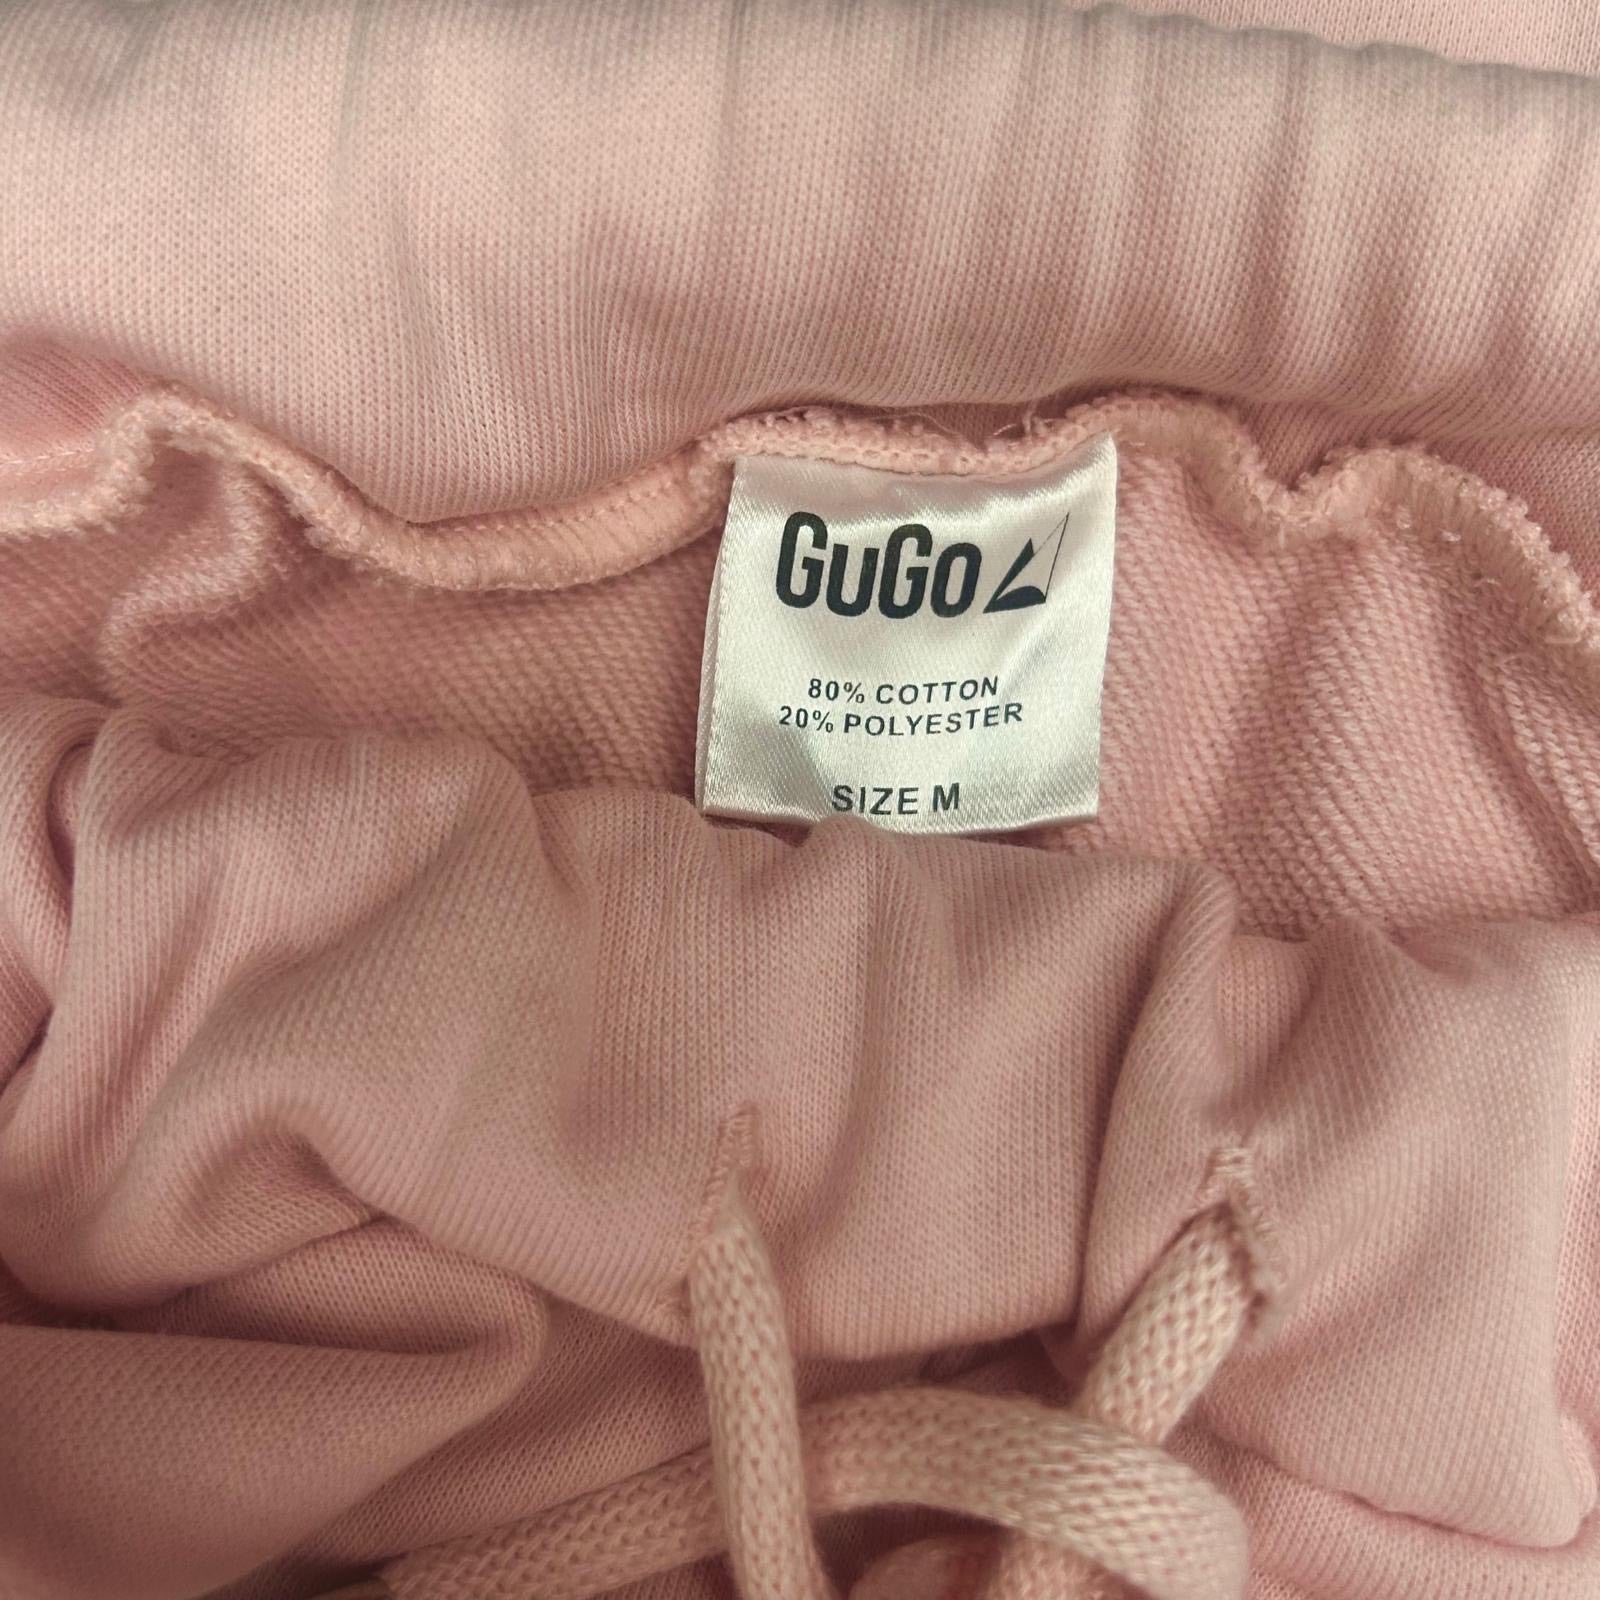 GuGo
80% COTTON
20% POLYESTER
SIZE M